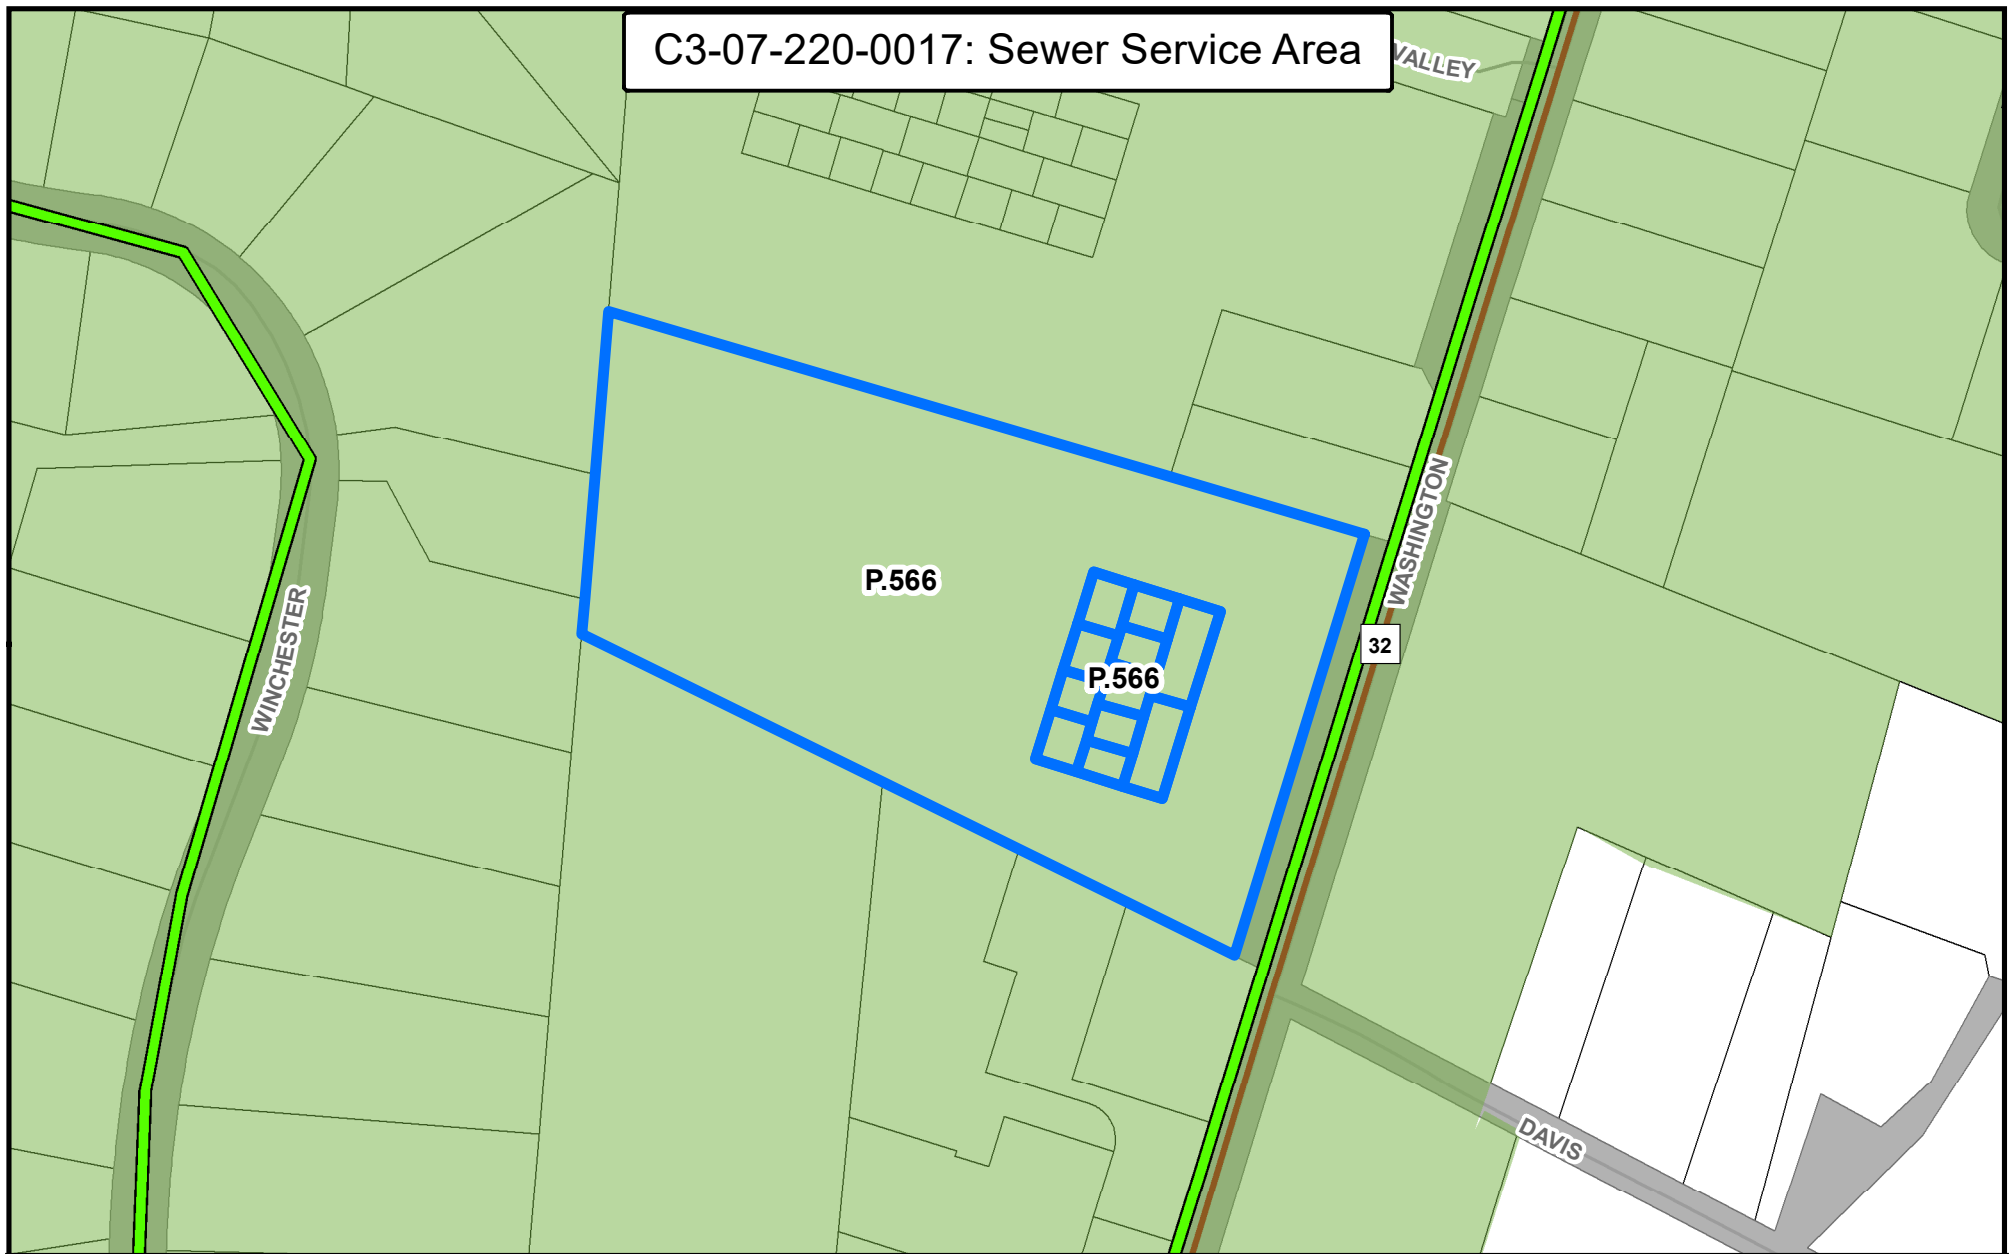 C3-07-220-0017: Sewer Service Area
VALLEY
WASHINGTON
P.566
32
P.566
WINCHESTER
DAVIS